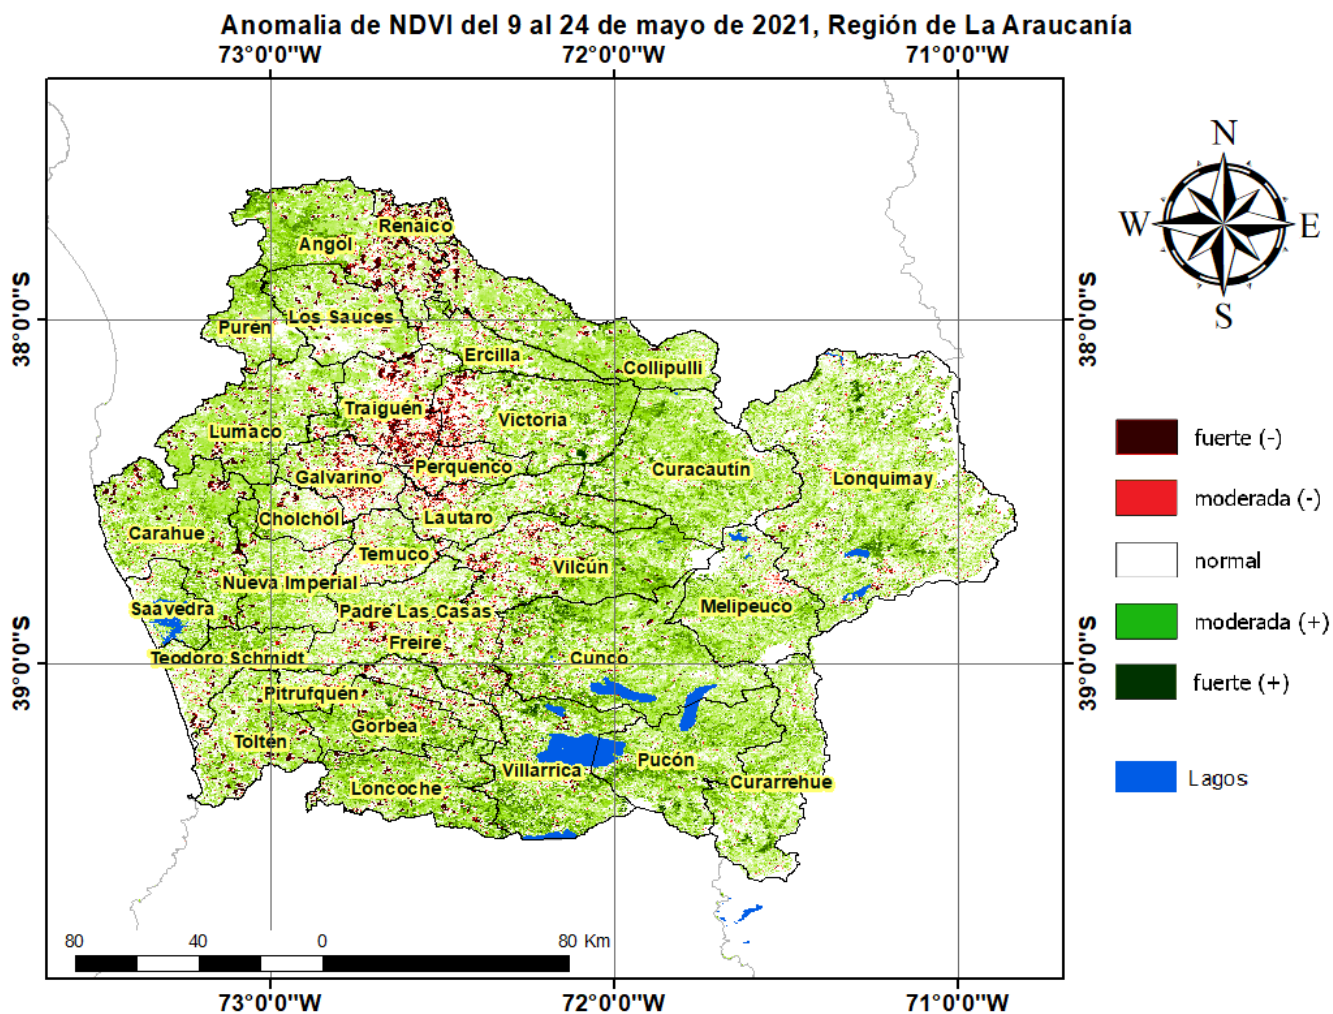 Anomalia de NDVI del 9 al 24 de mayo de 2021, Región de La Araucanía
73°0'0"W 72°0'0"W 71°0'0"W
N
W E
S
38°0'0"S 38°0'0"S
39°0'0"S 39°0'0"S
Renaico
Angol
Los Sauces
Purén
Ercilla
Collipulli
Traiguén
Victoria
Lumaco
Perquenco
Curacautín
Galvarino
Lonquimay
Cholchol
Lautaro
Carahue
Temuco
Vilcún
Nueva Imperial
Saavedra
Padre Las Casas
Melipeuco
Freire
Teodoro Schmidt
Cunco
Pitrufquén
Gorbea
Toltén
Villarrica
Pucón
Curarrehue
Loncoche
fuerte (-)
moderada (-)
normal
moderada (+)
fuerte (+)
Lagos
80 40 0 80 Km
73°0'0"W 72°0'0"W 71°0'0"W